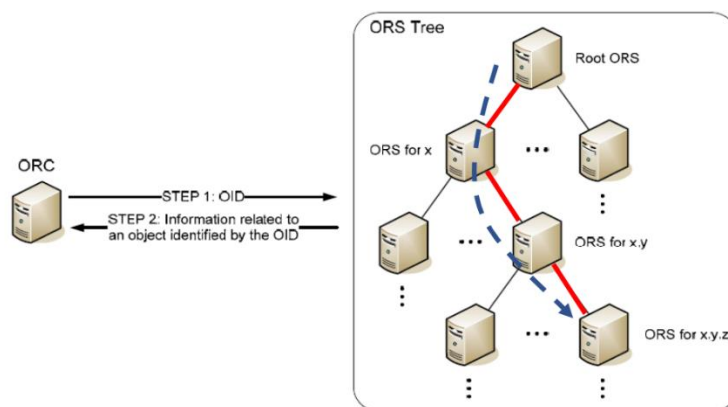 ORS Tree
Root ORS
ORS for x
ORC
STEP 1: OID
STEP 2: Information related to
an object identified by the OID
ORS for x.y
ORS for x.y.z